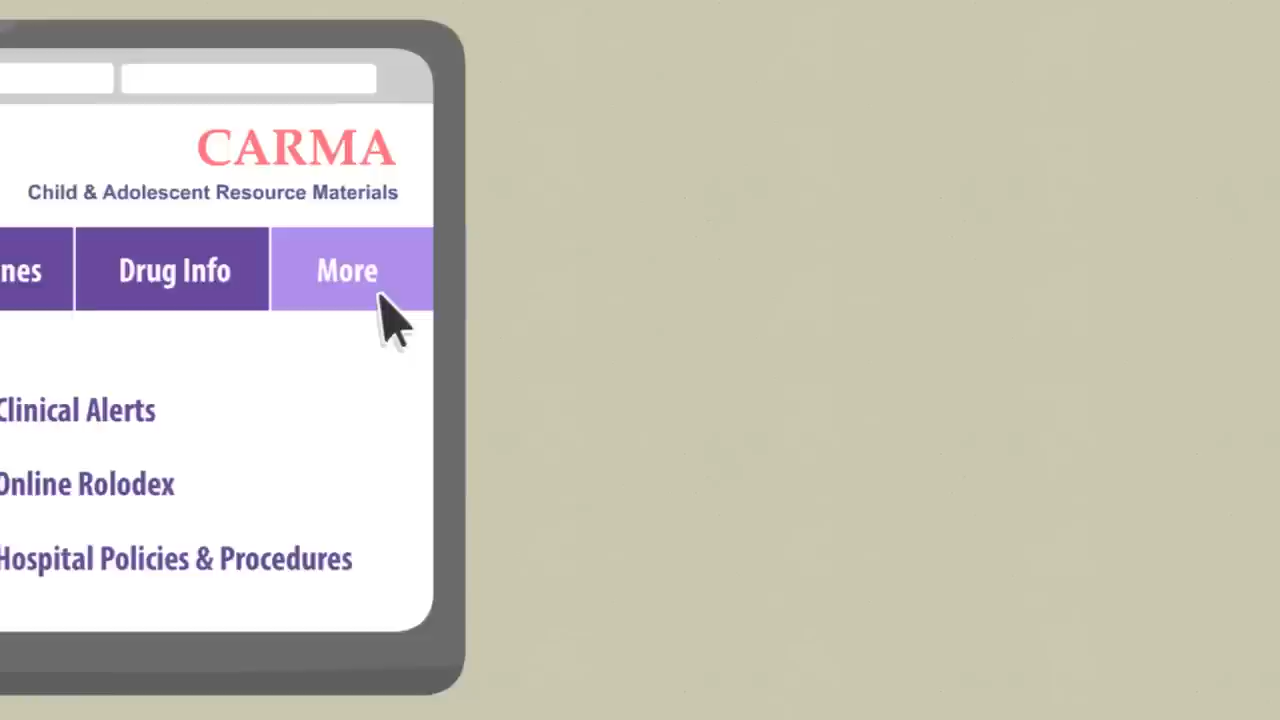 CARMA
Child & Adolescent Resource Materials
Drug Info
More
Clinical Alerts
Online Rolodex
Hospital Policies & Procedures